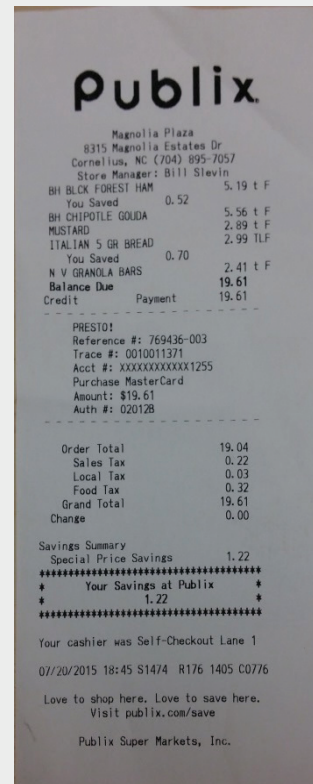 Publix.
Magnolia Plaza
8315 Magnolia Estates Dr
Cornelius, NC (704) 895-7057
Store Manager: Bill Slevin
BH BLCK FOREST HAM 5.19 t F
You Saved 0.52
BH CHIPOTLE GOUDA 5.56 t F
MUSTARD 2.89 t F
ITALIAN 5 GR BREAD 2.99 TLF
You Saved 0.70
N V GRANOLA BARS 2.41 t F
Balance Due 19.61
Credit Payment 19.61
- - - - - - - - - - - - - - - - - - - -
PRESTO!
Reference #: 769436-003
Trace #: 0010011371
Acct #: XXXXXXXXXXXX1255
Purchase MasterCard
Amount: $19.61
Auth #: 020128
- - - - - - - - - - - - - - - - - - - -
Order Total 19.04
Sales Tax 0.22
Local Tax 0.03
Food Tax 0.32
Grand Total 19.61
Change 0.00
Savings Summary
Special Price Savings 1.22
****************************************
* Your Savings at Publix *
* 1.22 *
****************************************
Your cashier was Self-Checkout Lane 1
07/20/2015 18:45 S1474 R176 1405 C0776
Love to shop here. Love to save here.
Visit publix.com/save
Publix Super Markets, Inc.